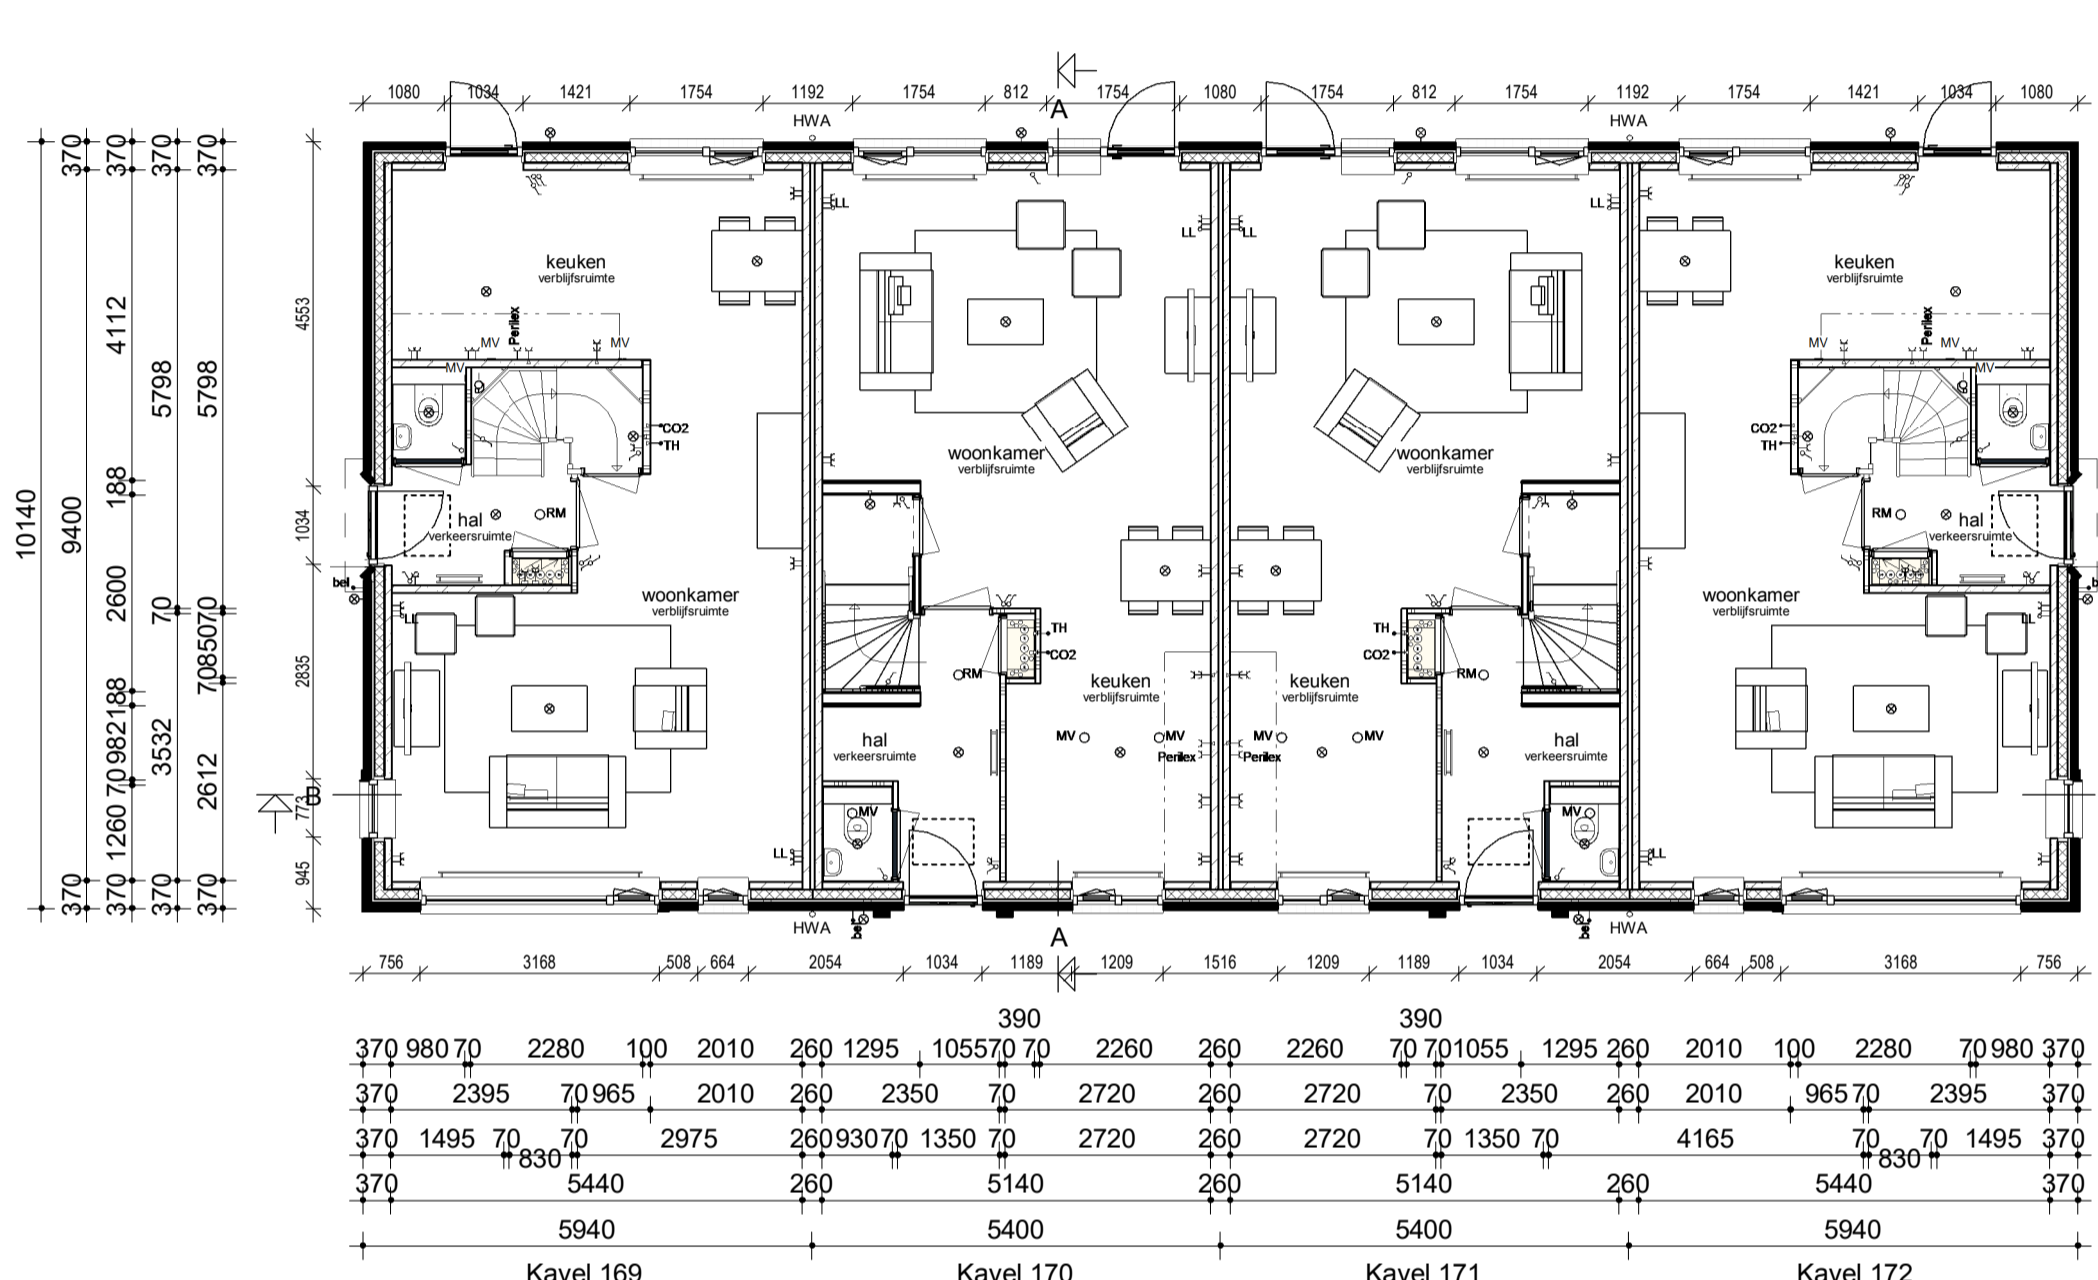 1080 1034 1421 1754 1192 1754 812 1754 1080 1754 812 1754 1192 1754 1421 1034 1080
A
HWA HWA
370 370 370 370
LL LL
LL LL
keuken keuken
verblijfsruimte verblijfsruimte
4553
4112
Perilex Perilex
MV MV MV MV
MV MV
5798 5798
CO2 CO2
TH TH
woonkamer woonkamer
verblijfsruimte verblijfsruimte
188
10140 9400
1034
hal RM RM hal
verkeersruimte verkeersruimte
bel b
2600
70 70
woonkamer woonkamer
verblijfsruimte verblijfsruimte
LL LL
850
2835
TH TH
CO2 CO2
70
RM RM
keuken keuken
verblijfsruimte verblijfsruimte
188
982
3532
2612
hal MV MV MV MV hal
verkeersruimte Perilex Perilex verkeersruimte
70
B
773
1260
MV MV
LL LL
945
370 370 370 370
HWA bel A bel HWA
756 3168 508 664 2054 1034 1189 1209 1516 1209 1189 1034 2054 664 508 3168 756
390 390
370 980 70 2280 100 2010 260 1295 1055 70 70 2260 260 2260 70 70 1055 1295 260 2010 100 2280 70 980 370
370 2395 70 965 2010 260 2350 70 2720 260 2720 70 2350 260 2010 965 70 2395 370
370 1495 70 830 70 2975 260 930 70 1350 70 2720 260 2720 70 1350 70 4165 70 830 70 1495 370
370 5440 260 5140 260 5140 260 5440 370
5940 5400 5400 5940
Kavel 169 Kavel 170 Kavel 171 Kavel 172